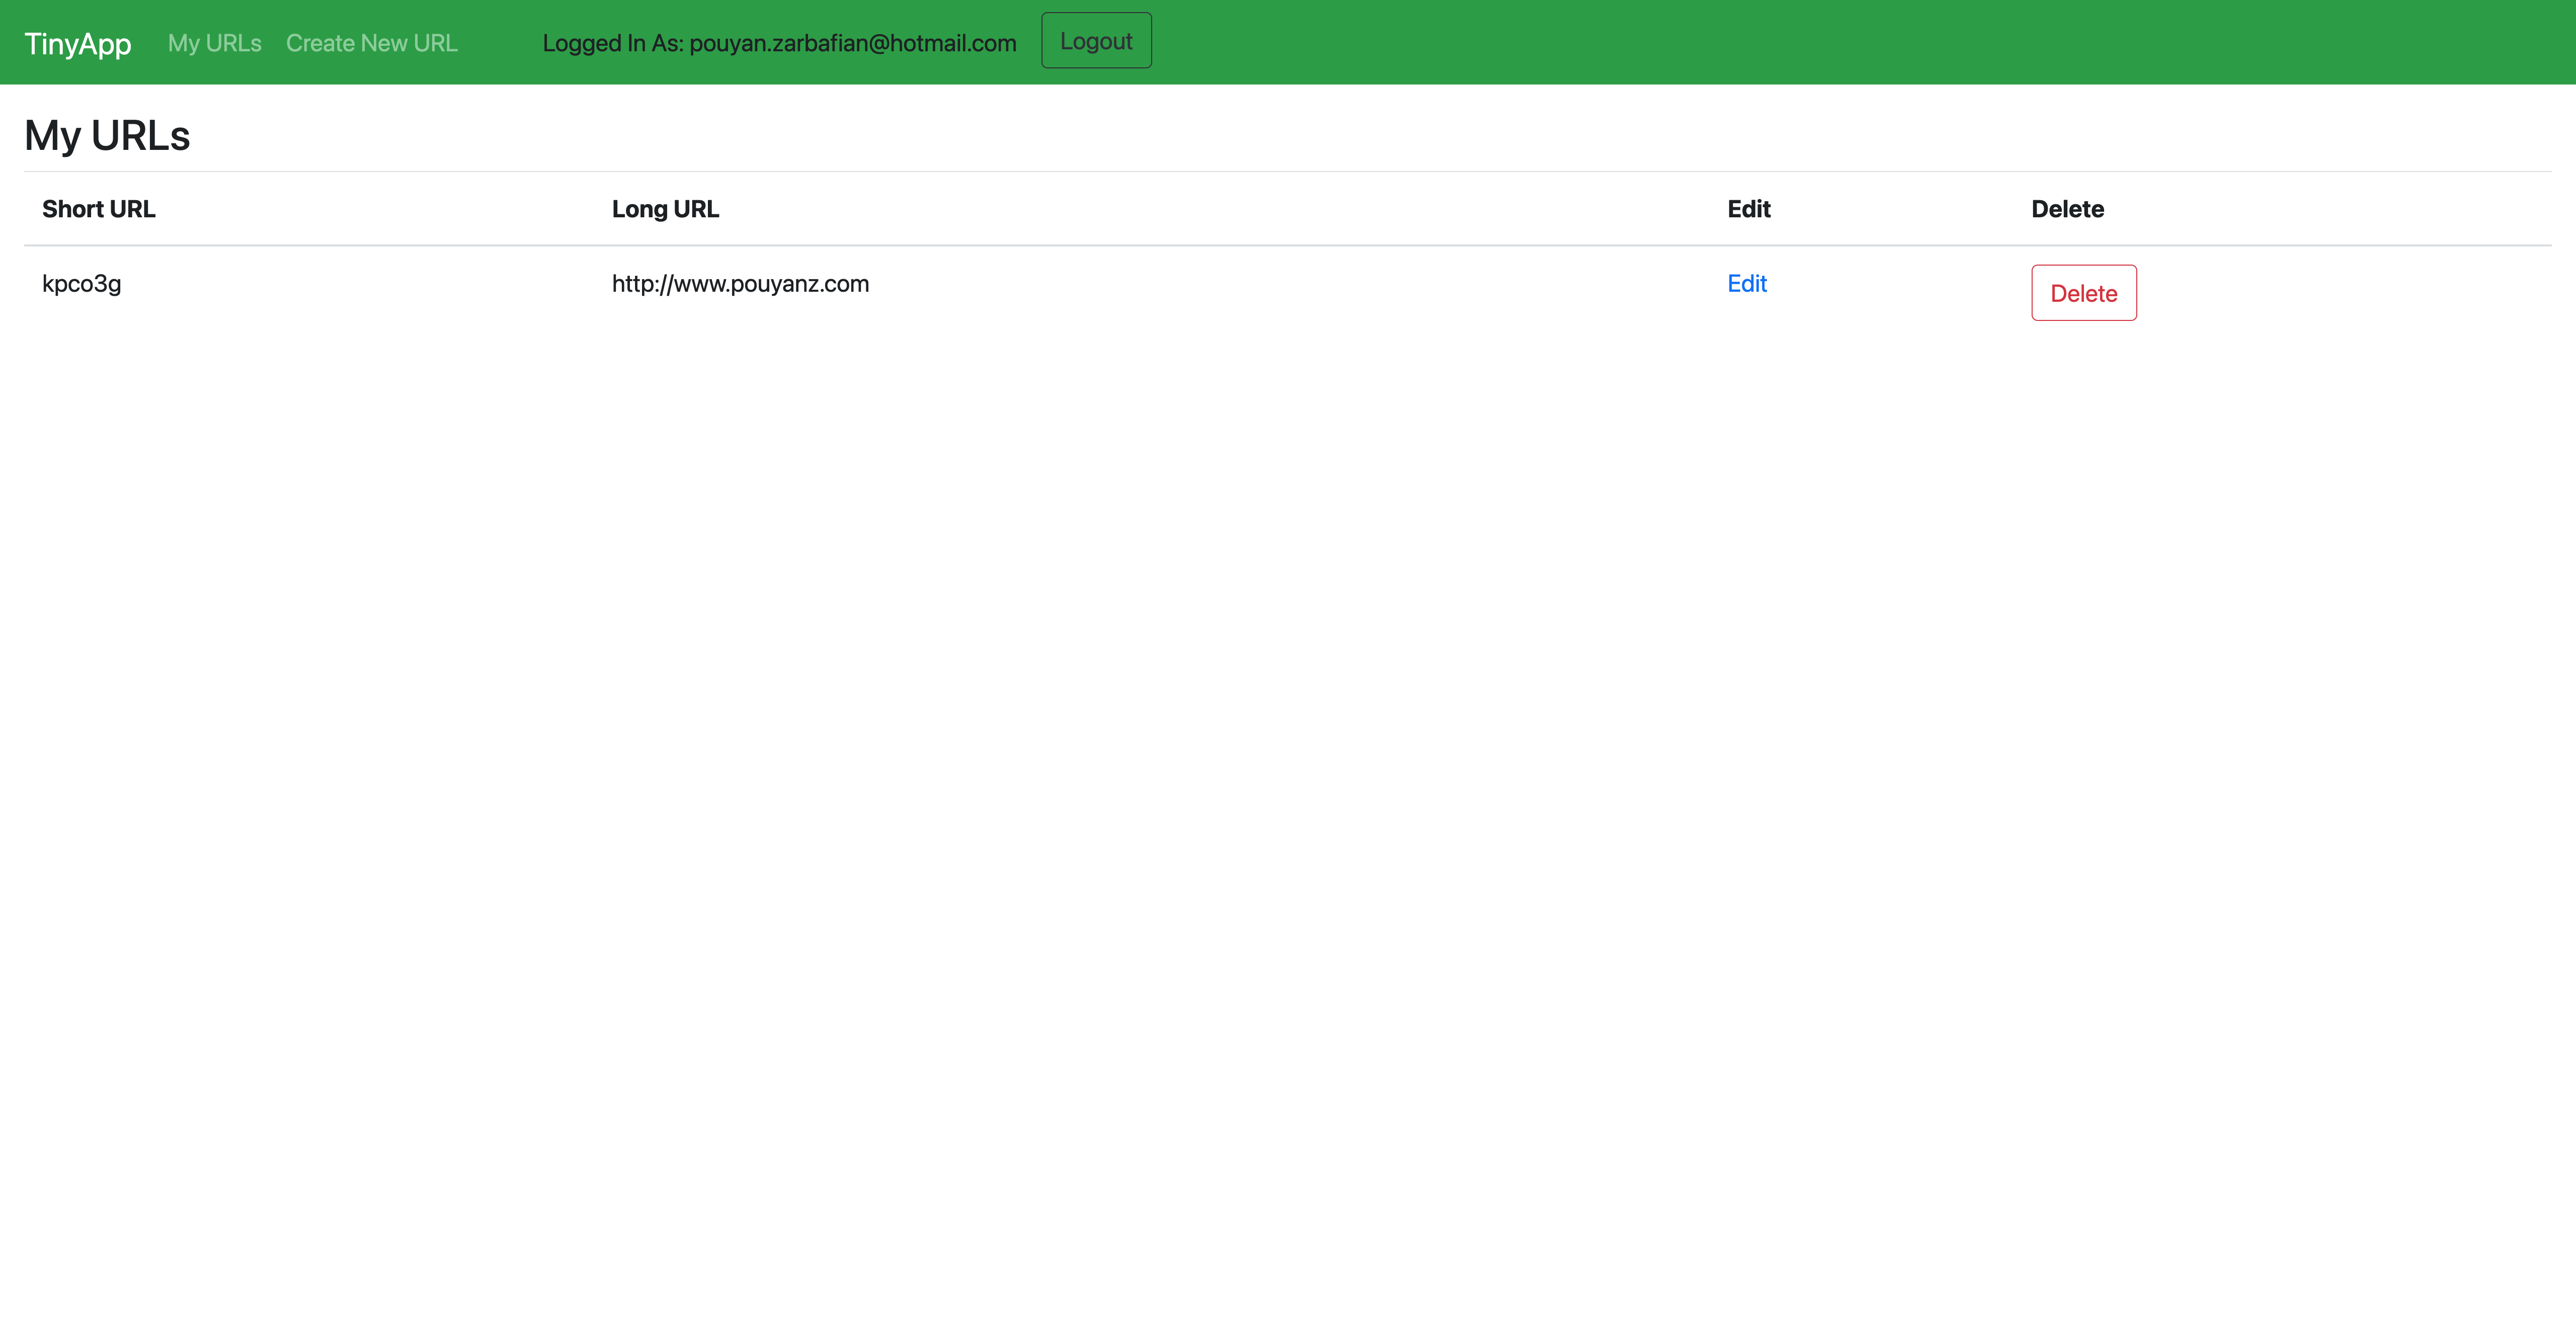 TinyApp My URLs Create New URL Logged In As: pouyan.zarbafian@hotmail.com Logout
My URLs
Short URL Long URL Edit Delete
kpco3g http://www.pouyanz.com Edit Delete